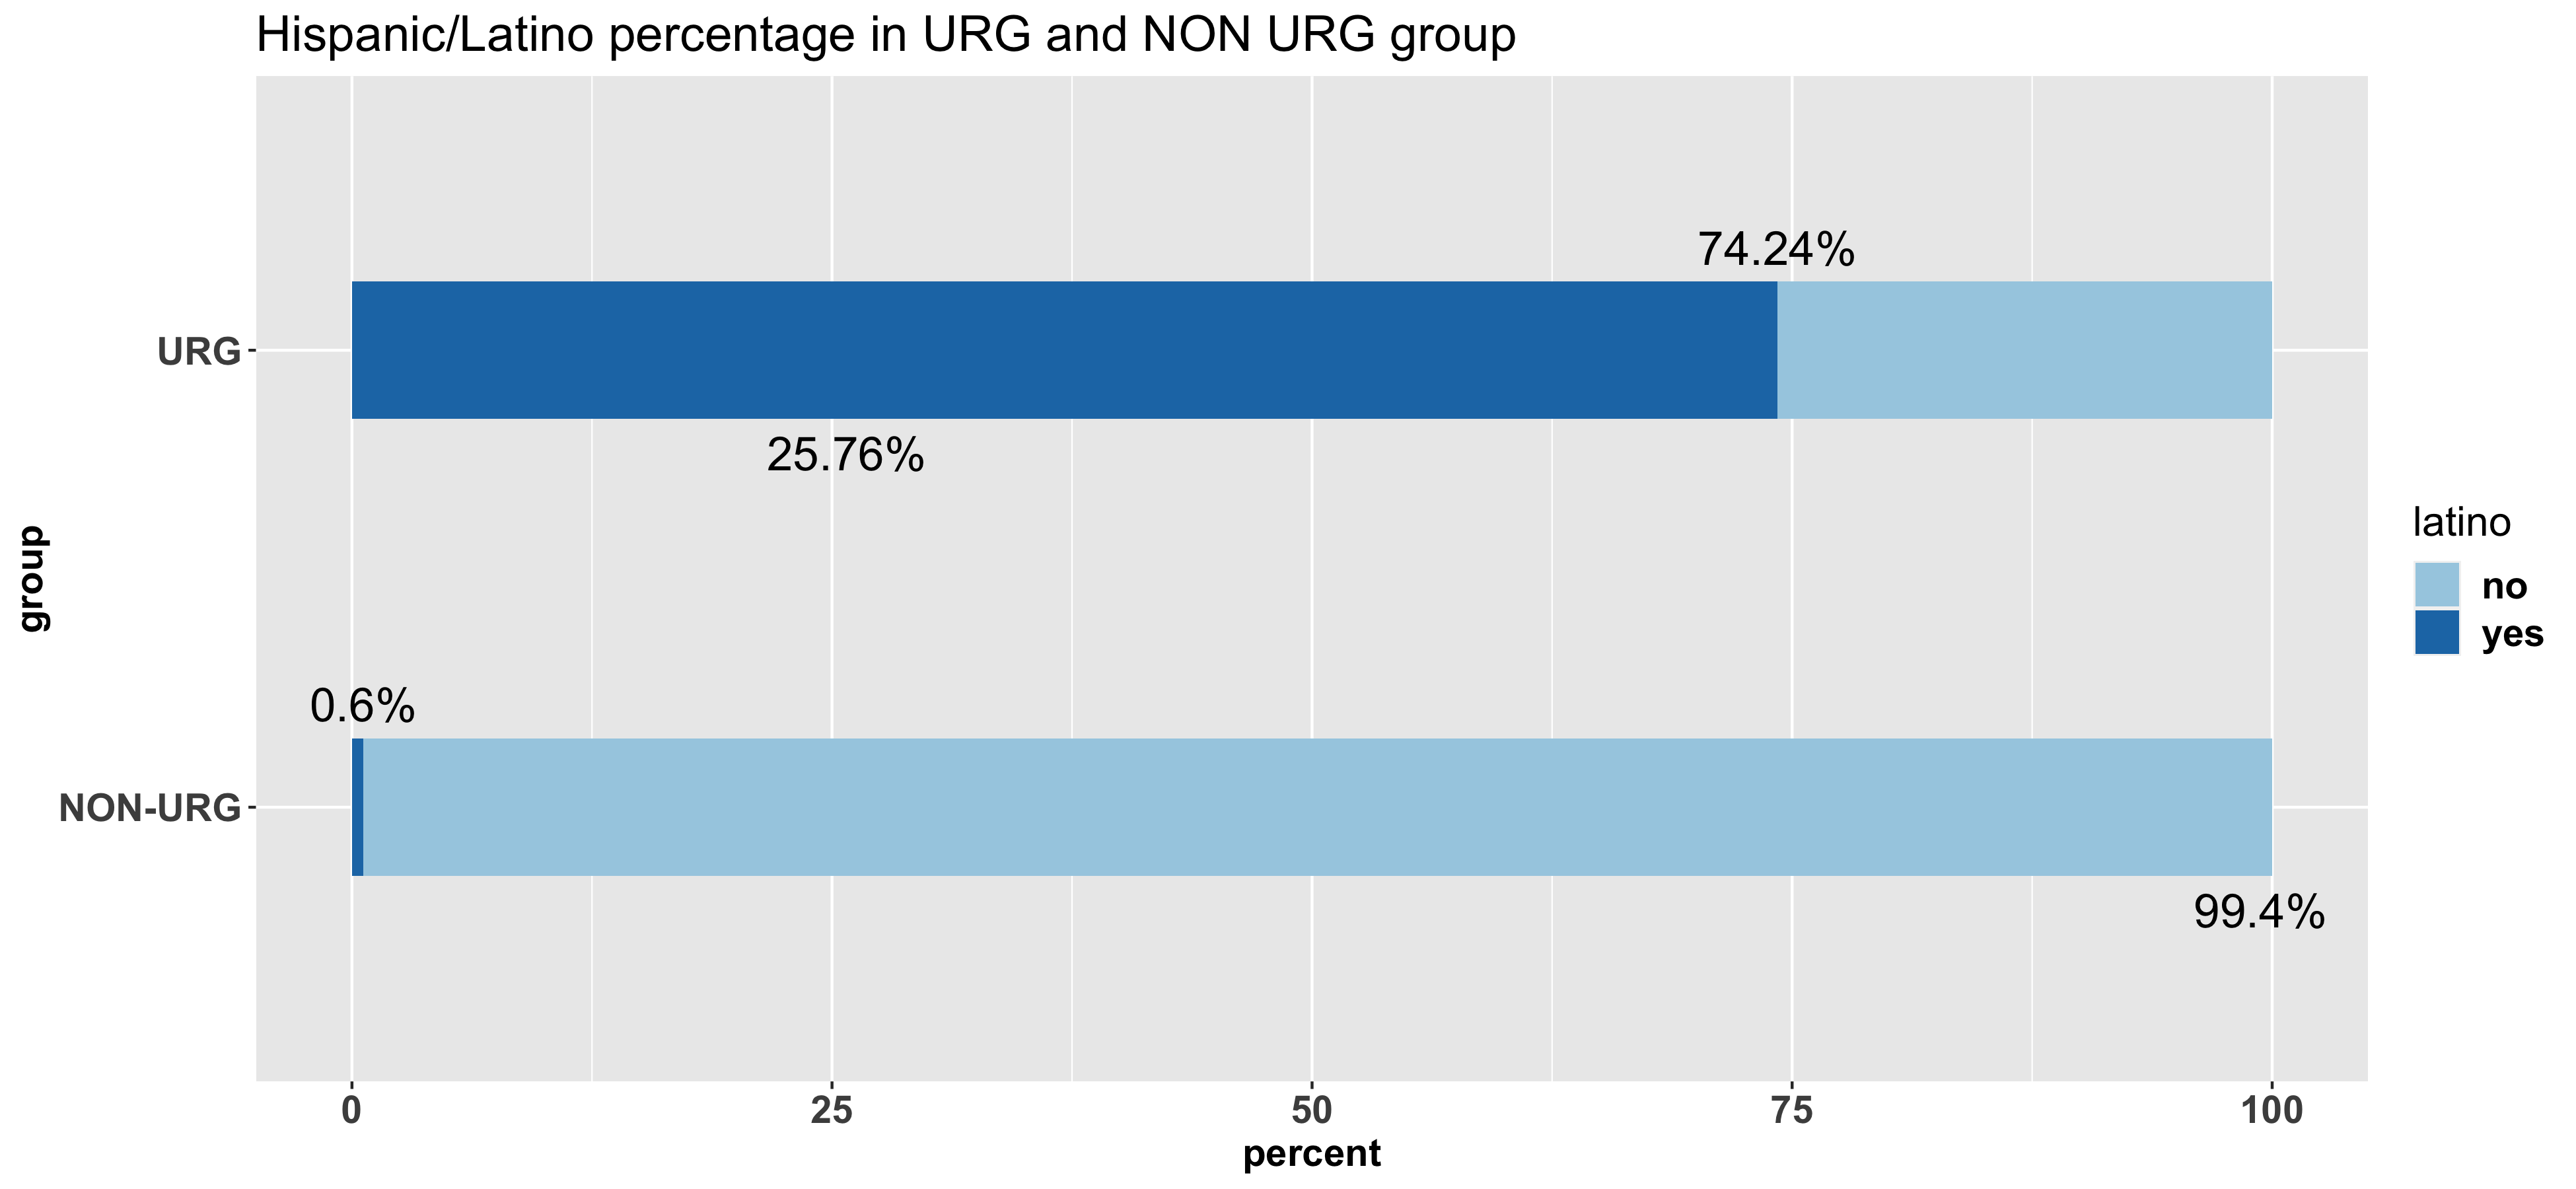 Hispanic/Latino percentage in URG and NON URG group
74.24%
URG
25.76%
group
latino
no
yes
0.6%
NON-URG
99.4%
0 25 50 75 100
percent